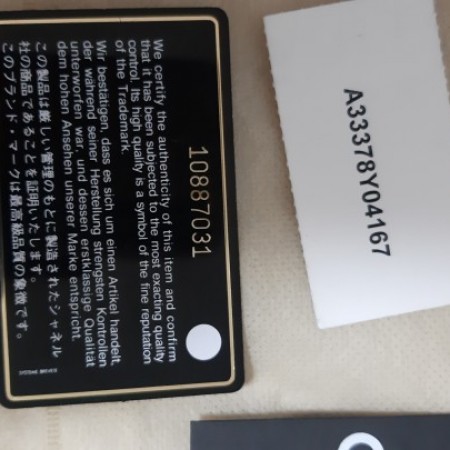 10887031
We certify the authenticity of this item and confirm
that it has been subjected to the most exacting quality
control. Its high quality is a symbol of the fine reputation
of the Trademark.
Wir bestätigen, dass es sich um einen Artikel handelt,
der während seiner Herstellung strengsten Kontrollen
unterworfen war, und dessen erstklassige Qualität
dem hohen Ansehen unserer Marke entspricht.
この製品は厳しい管理のもとに製造されたシャネル
社の商品であることを証明いたします。
このブランド・マークは最高級品質の象徴です。
A33378Y04167